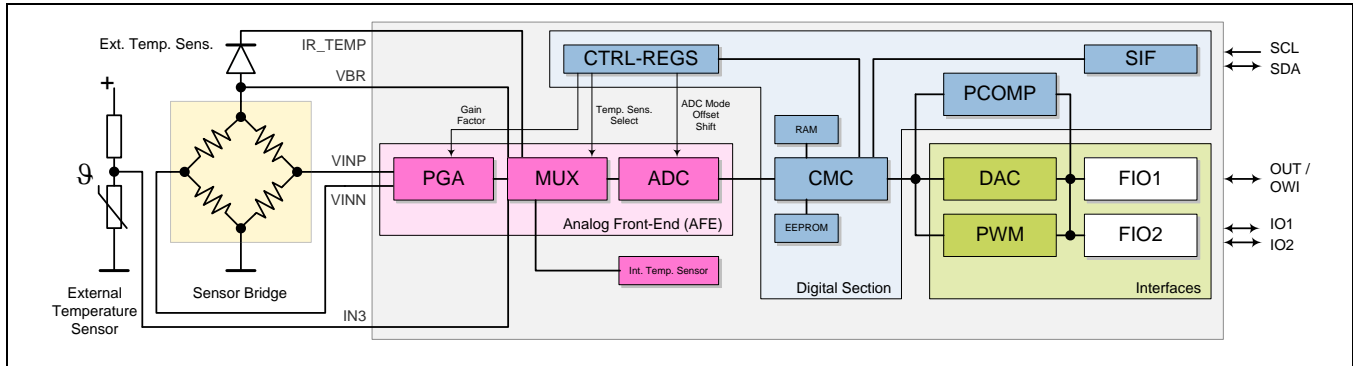 Ext. Temp. Sens.
IR_TEMP
VBR
+
ϑ
VINP
VINN
IN3
External
Temperature
Sensor
Sensor Bridge
CTRL-REGS
SIF
PCOMP
Gain
Factor
Temp. Sens.
Select
ADC Mode
Offset
Shift
PGA
MUX
ADC
Analog Front-End (AFE)
Int. Temp. Sensor
RAM
CMC
EEPROM
Digital Section
DAC
PWM
FIO1
FIO2
Interfaces
SCL
SDA
OUT /
OWI
IO1
IO2